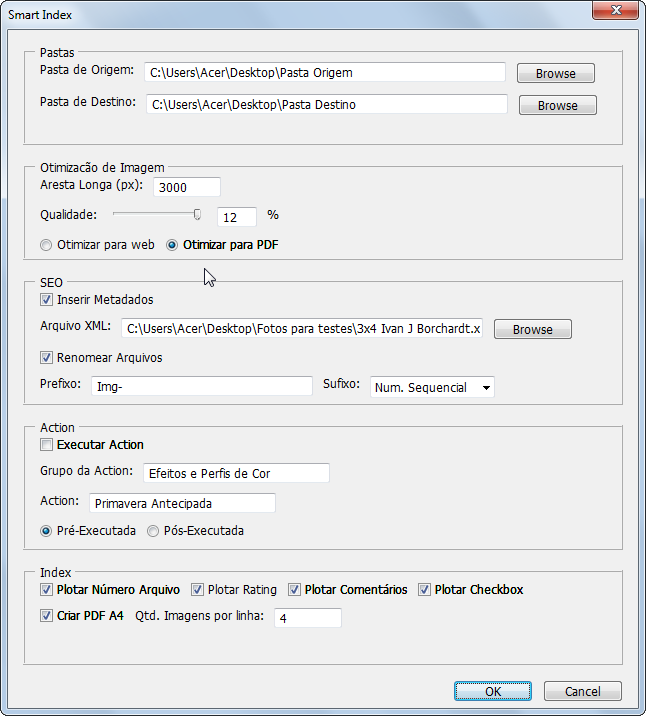 Smart Index
Pastas
Pasta de Origem: C:\Users\Acer\Desktop\Pasta Origem Browse
Pasta de Destino: C:\Users\Acer\Desktop\Pasta Destino Browse
Otimizacão de Imagem
Aresta Longa (px): 3000
Qualidade: 12 %
Otimizar para web Otimizar para PDF
SEO
Inserir Metadados
Arquivo XML: C:\Users\Acer\Desktop\Fotos para testes\3x4 Ivan J Borchardt.x Browse
Renomear Arquivos
Prefixo: Img- Sufixo: Num. Sequencial
Action
Executar Action
Grupo da Action: Efeitos e Perfis de Cor
Action: Primavera Antecipada
Pré-Executada Pós-Executada
Index
Plotar Número Arquivo Plotar Rating Plotar Comentários Plotar Checkbox
Criar PDF A4 Qtd. Imagens por linha: 4
OK Cancel